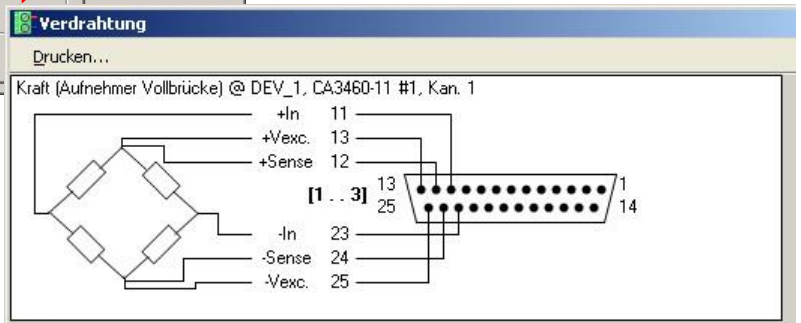 Verdrahtung
Drucken...
Kraft (Aufnehmer Vollbrücke) @ DEV_1, CA3460-11 #1, Kan. 1
+In 11
+Vexc. 13
+Sense 12
[1 . . 3] 13 1
25 14
-In 23
-Sense 24
-Vexc. 25